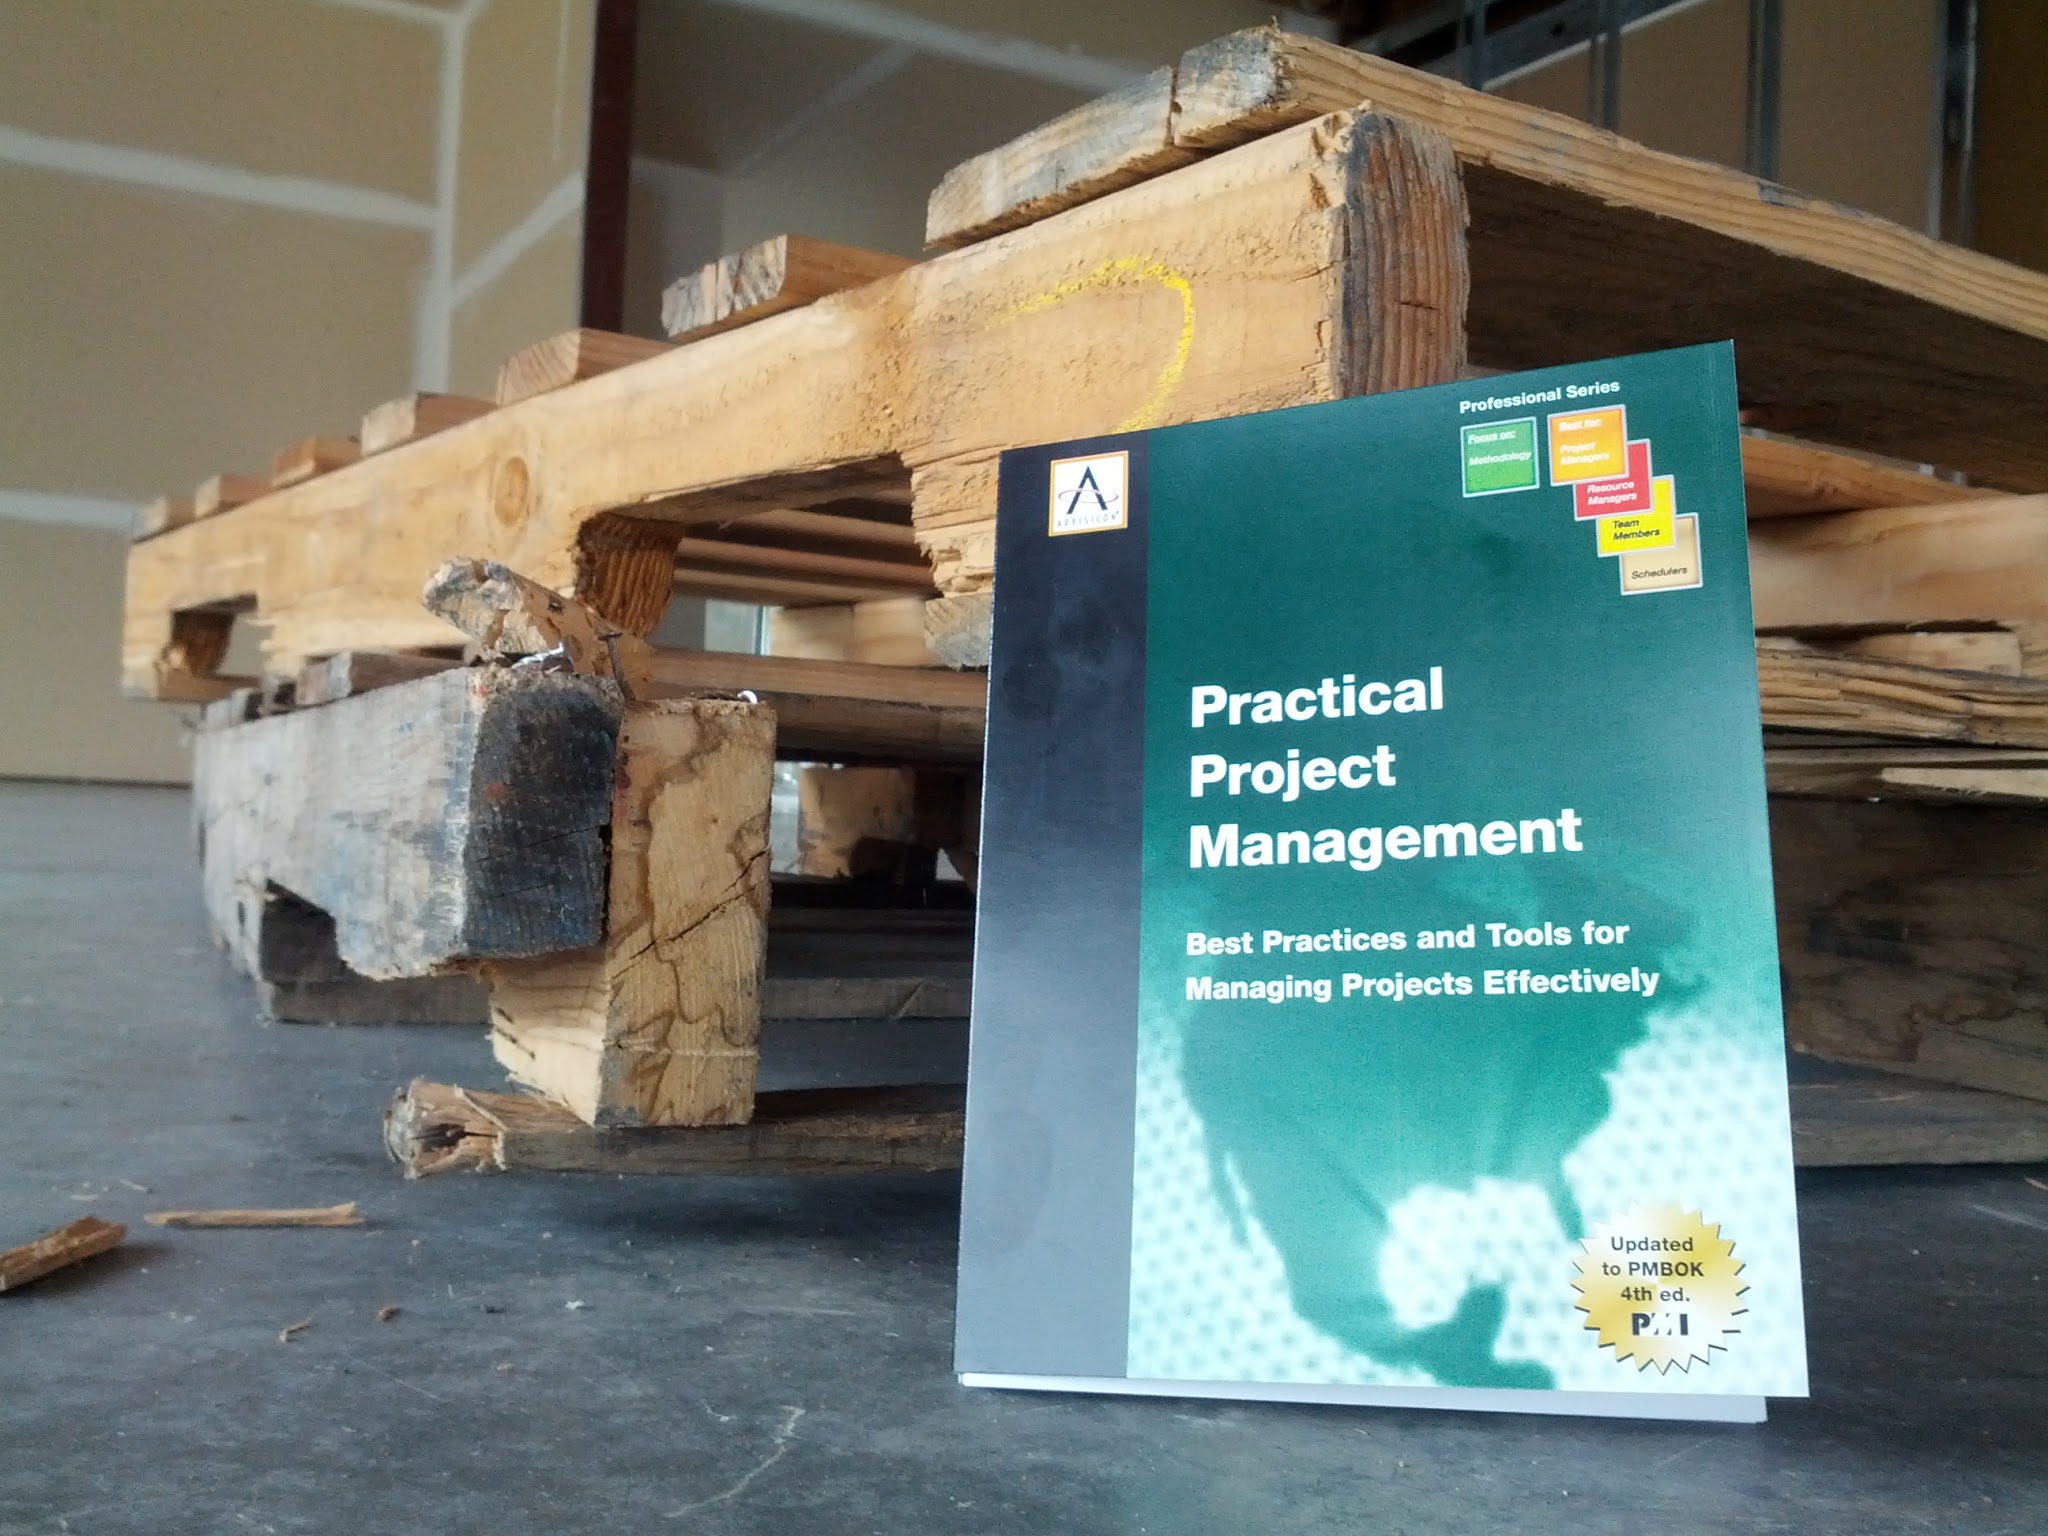 Professional Series
Focus on:
Methodology
Best for:
Project
Managers
Resource
Managers
Team
Members
Schedulers
ADVISICON
Practical
Project
Management
Best Practices and Tools for
Managing Projects Effectively
Updated
to PMBOK
4th ed.
PMI